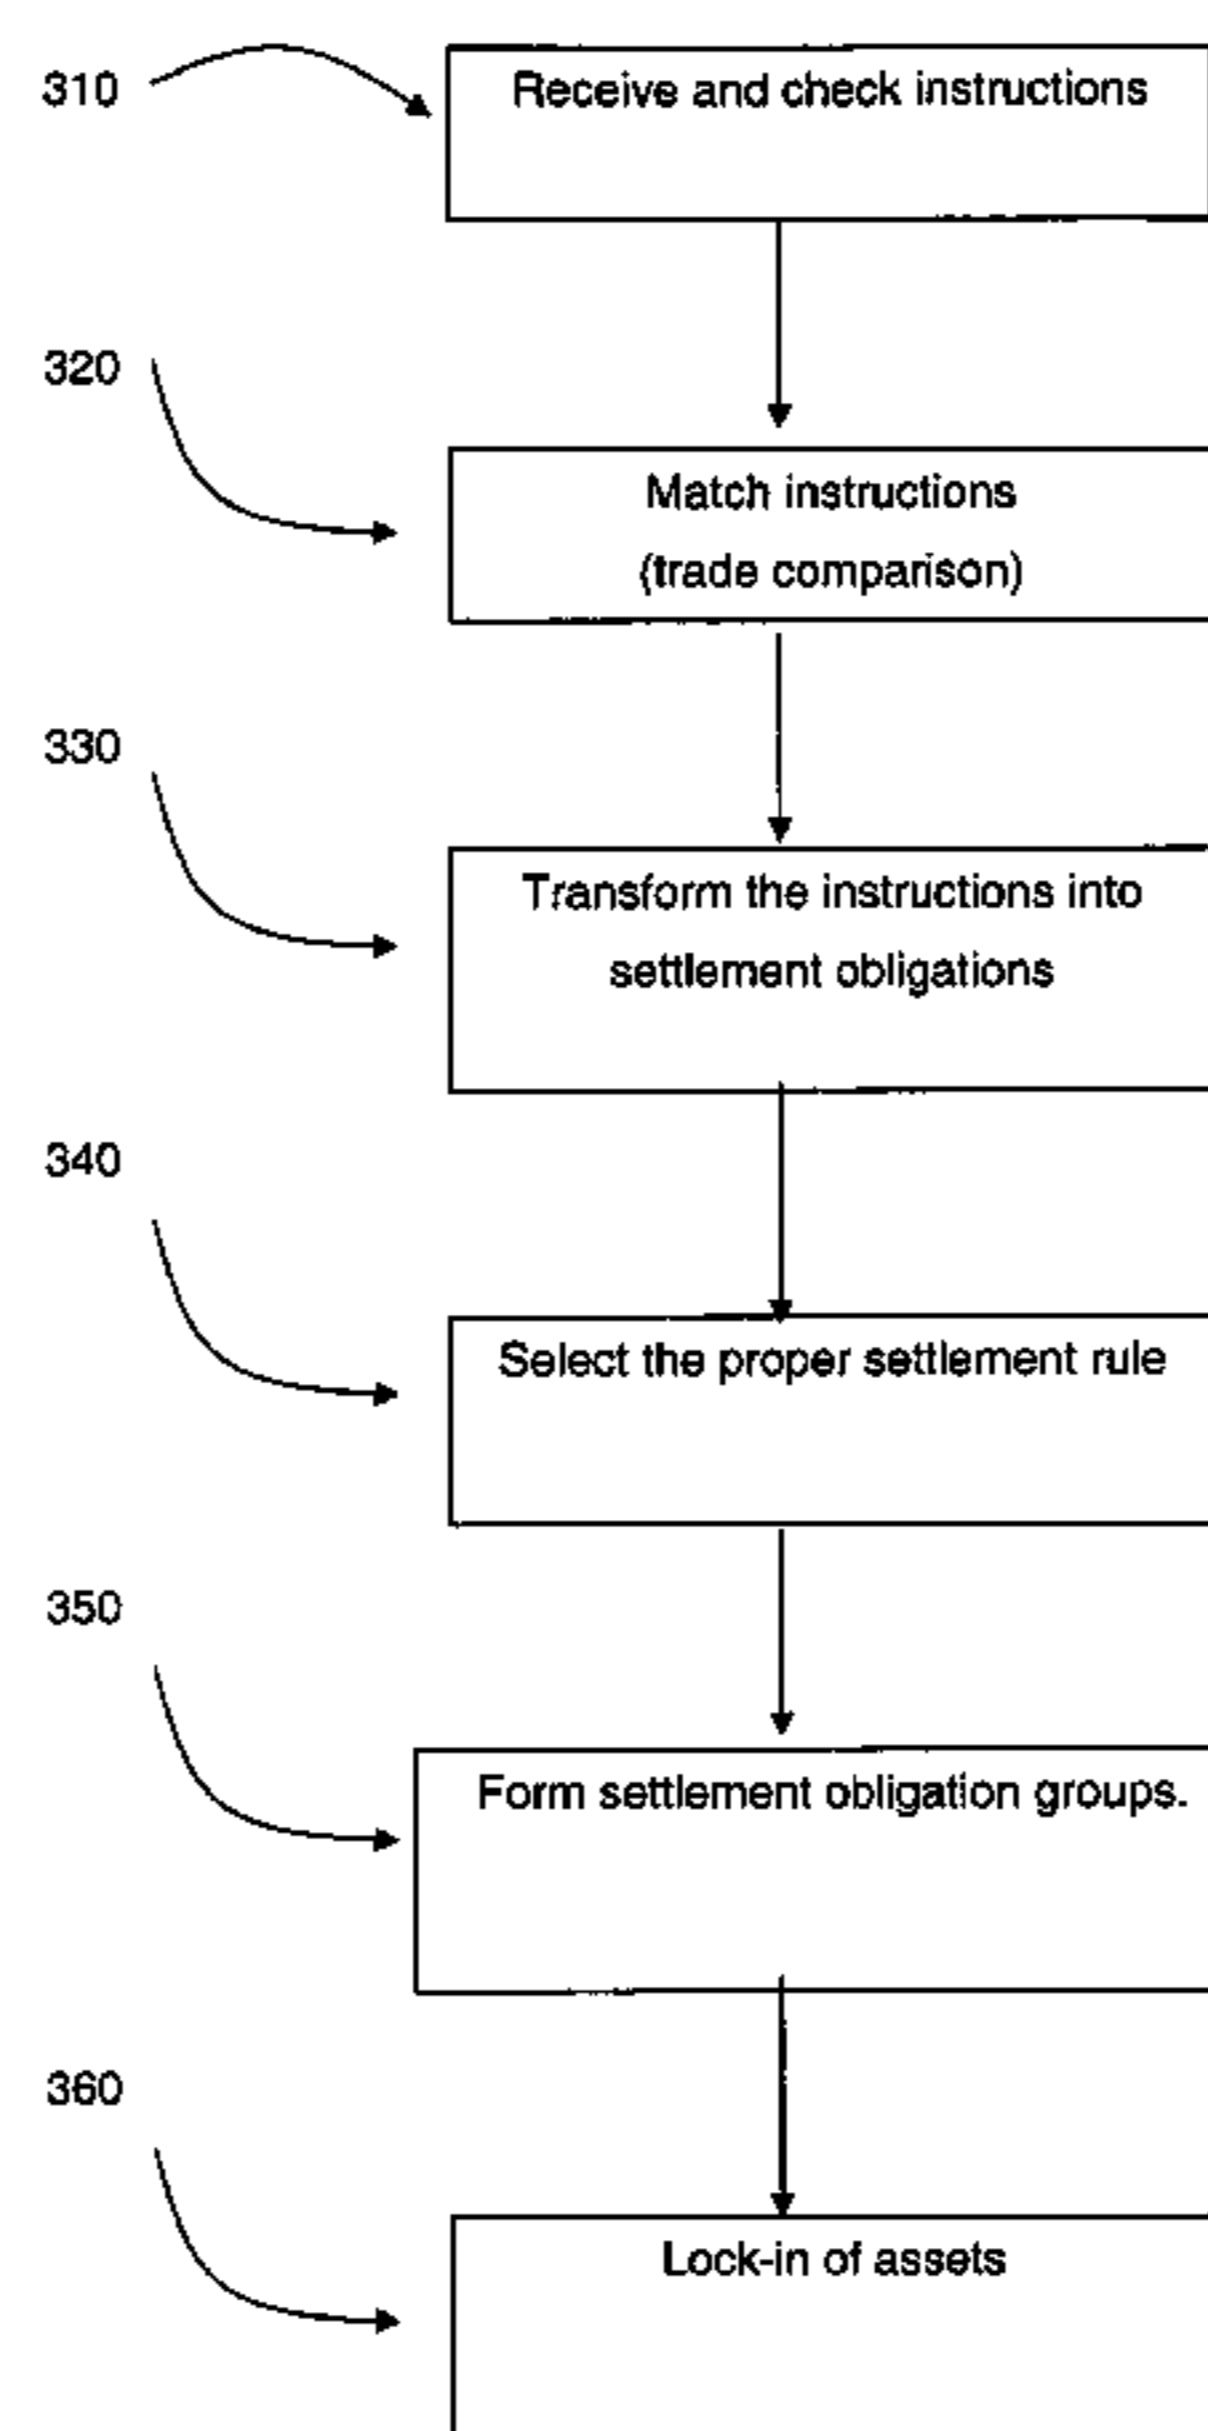 310
Receive and check instructions
320
Match instructions
(trade comparison)
330
Transform the instructions into
settlement obligations
340
Select the proper settlement rule
350
Form settlement obligation groups.
360
Lock-in of assets